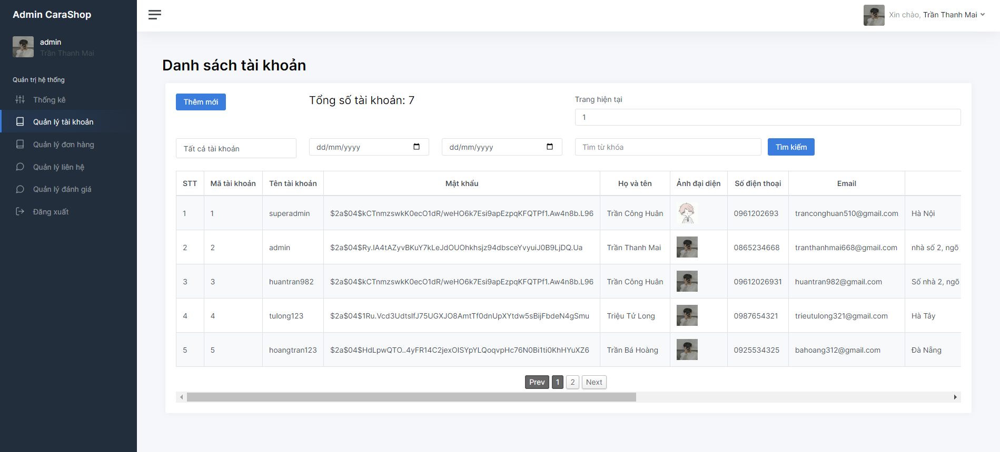 Admin CaraShop
Xin chào, Trần Thanh Mai
admin
Trần Thanh Mai
Quản trị hệ thống
Thống kê
Quản lý tài khoản
Quản lý đơn hàng
Quản lý liên hệ
Quản lý đánh giá
Đăng xuất
Danh sách tài khoản
Thêm mới
Tổng số tài khoản: 7
Trang hiện tại
1
Tất cả tài khoản
dd/mm/yyyy
dd/mm/yyyy
Tìm từ khóa
Tìm kiếm
STT Mã tài khoản Tên tài khoản Mật khẩu Họ và tên Ảnh đại diện Số điện thoại Email
1 1 superadmin $2a$04$kCTnmzswkK0ecO1dR/weHO6k7Esi9apEzpqKFQTPf1.Aw4n8b.L96 Trần Công Huân 0961202693 tranconghuan510@gmail.com Hà Nội
2 2 admin $2a$04$Ry.IA4tAZyvBKuY7kLeJdOUOhkhsjz94dbsceYvyuiJ0B9LjDQ.Ua Trần Thanh Mai 0865234668 tranthanhmai668@gmail.com nhà số 2, ngõ
3 3 huantran982 $2a$04$kCTnmzswkK0ecO1dR/weHO6k7Esi9apEzpqKFQTPf1.Aw4n8b.L96 Trần Công Huân 09612026931 huantran982@gmail.com Số nhà 2, ngõ
4 4 tulong123 $2a$04$1Ru.Vcd3UdtslfJ75UGXJO8AmtTf0dnUpXYtdw5sBijFbdeN4gSmu Triệu Tử Long 0987654321 trieutulong321@gmail.com Hà Tây
5 5 hoangtran123 $2a$04$HdLpwQTO..4yFR14C2jexOISYpYLQoqvpHc76N0Bi1ti0KhHYuXZ6 Trần Bá Hoàng 0925534325 bahoang312@gmail.com Đà Nẵng
Prev 1 2 Next